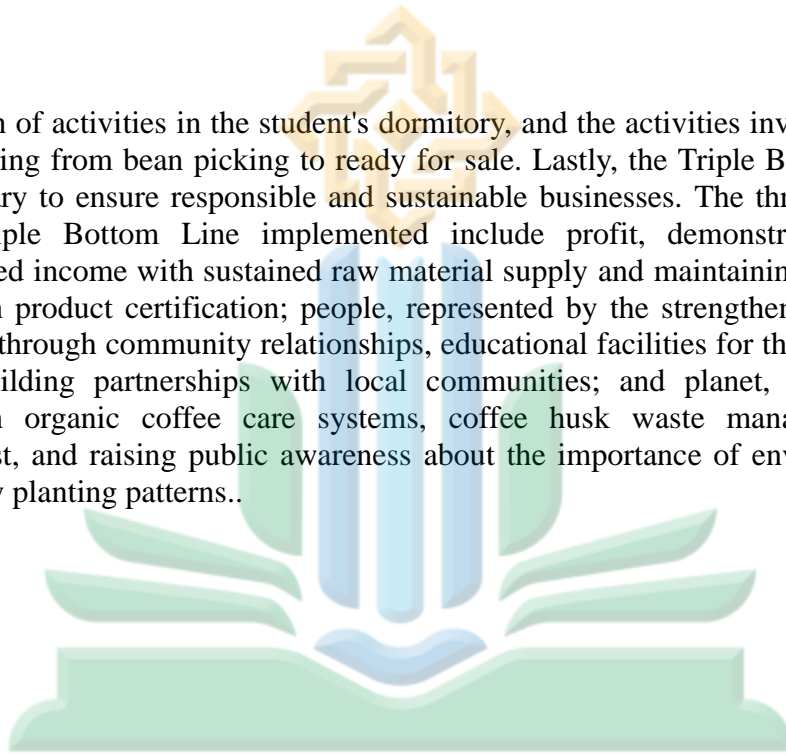 n of activities in the student's dormitory, and the activities inv
ing from bean picking to ready for sale. Lastly, the Triple B
ary to ensure responsible and sustainable businesses. The thr
iple Bottom Line implemented include profit, demonstr
ed income with sustained raw material supply and maintainin
n product certification; people, represented by the strengthen
through community relationships, educational facilities for th
uilding partnerships with local communities; and planet,
n organic coffee care systems, coffee husk waste mana
st, and raising public awareness about the importance of env
y planting patterns..